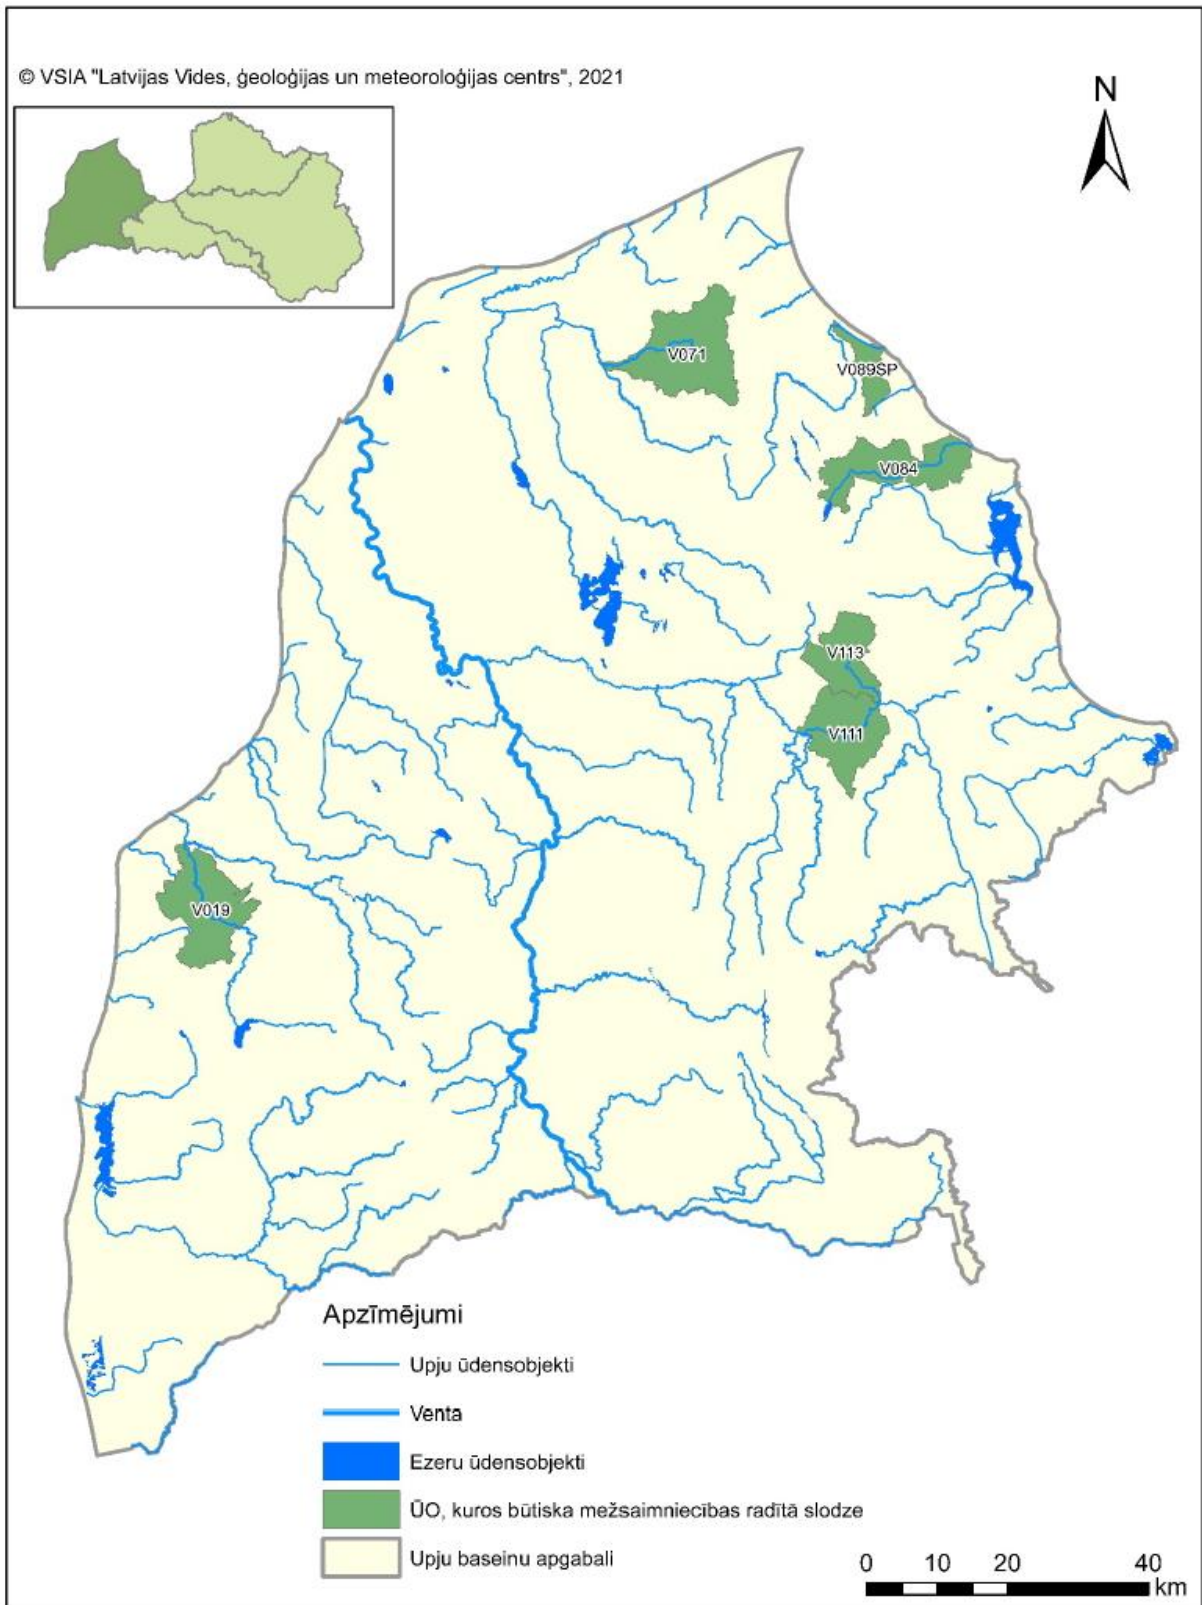 © VSIA "Latvijas Vides, ģeoloģijas un meteoroloģijas centrs", 2021
N
V071
V089SP
V084
V113
V111
V019
Apzīmējumi
Upju ūdensobjekti
Venta
Ezeru ūdensobjekti
ŪO, kuros būtiska mežsaimniecības radītā slodze
Upju baseinu apgabali
0 10 20 40
km